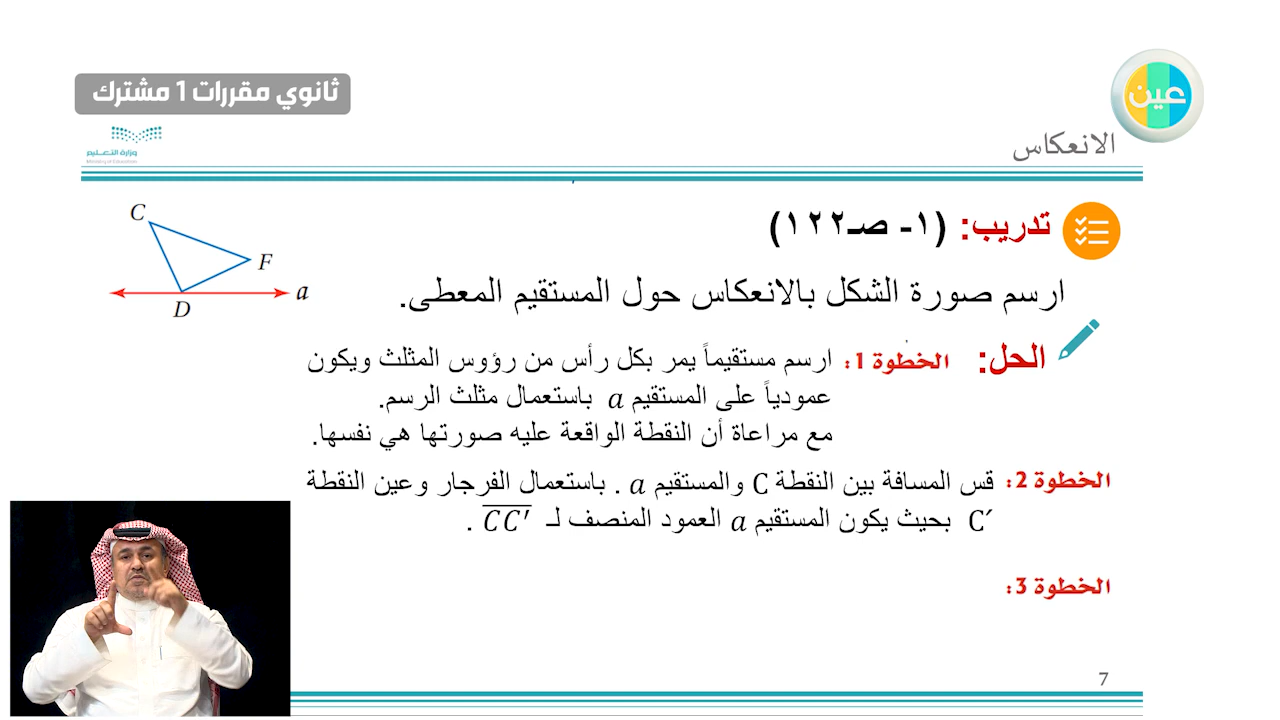 ثانوي مقررات 1 مشترك
عين
وزارة التعليم
Ministry of Education
الانعكاس
تدريب: (١- صـ١٢٢)
ارسم صورة الشكل بالانعكاس حول المستقيم المعطى.
C
F
D
a
الحل: الخطوة 1: ارسم مستقيماً يمر بكل رأس من رؤوس المثلث ويكون
عمودياً على المستقيم a باستعمال مثلث الرسم.
مع مراعاة أن النقطة الواقعة عليه صورتها هي نفسها.
الخطوة 2: قس المسافة بين النقطة C والمستقيم a . باستعمال الفرجار وعين النقطة
C′ بحيث يكون المستقيم a العمود المنصف لـ CC′ .
الخطوة 3:
7